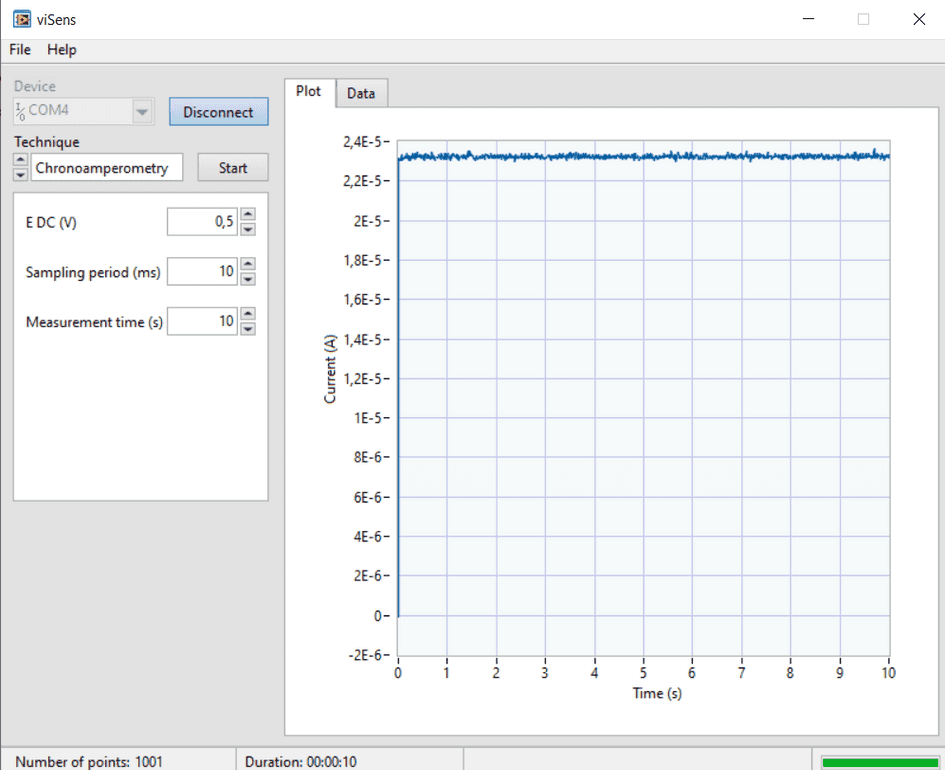 viSens
File Help
Device
I/O COM4
Disconnect
Technique
Chronoamperometry
Start
E DC (V)
0,5
Sampling period (ms)
10
Measurement time (s)
10
Plot
Data
2,4E-5
2,2E-5
2E-5
1,8E-5
1,6E-5
1,4E-5
1,2E-5
1E-5
8E-6
6E-6
4E-6
2E-6
0
-2E-6
Current (A)
0 1 2 3 4 5 6 7 8 9 10
Time (s)
Number of points: 1001
Duration: 00:00:10